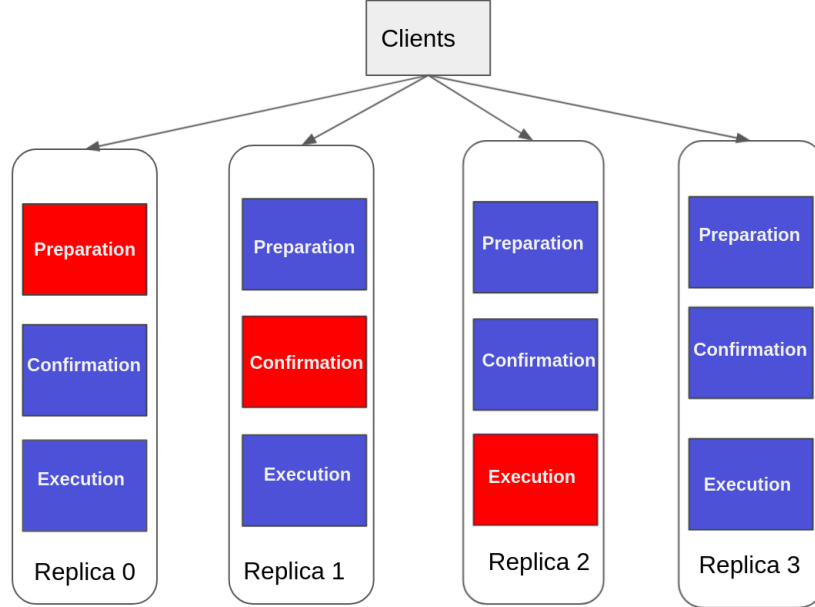 Clients
Preparation
Confirmation
Execution
Replica 0
Preparation
Confirmation
Execution
Replica 1
Preparation
Confirmation
Execution
Replica 2
Preparation
Confirmation
Execution
Replica 3